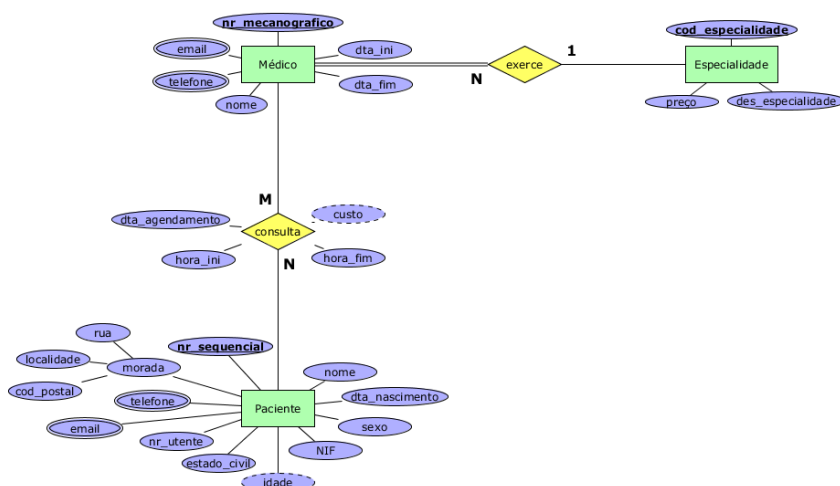 nr_mecanografico
email
dta_ini
cod_especialidade
Médico
exerce
1
Especialidade
N
telefone
dta_fim
nome
preço
des_especialidade
M
custo
dta_agendamento
consulta
hora_ini
hora_fim
N
rua
nr_sequencial
localidade
morada
nome
cod_postal
telefone
dta_nascimento
Paciente
email
sexo
nr_utente
NIF
estado_civil
idade